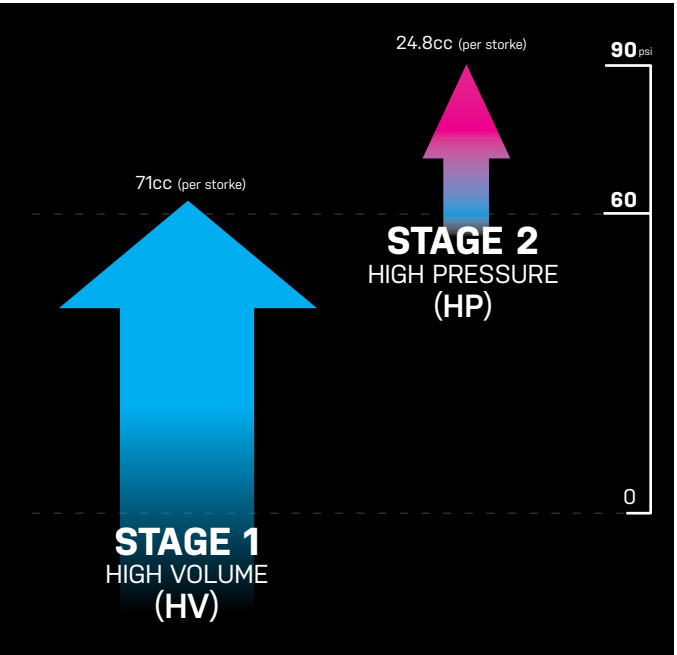 24.8cc (per storke)
90 psi
71cc (per storke)
60
STAGE 2
HIGH PRESSURE
(HP)
0
STAGE 1
HIGH VOLUME
(HV)